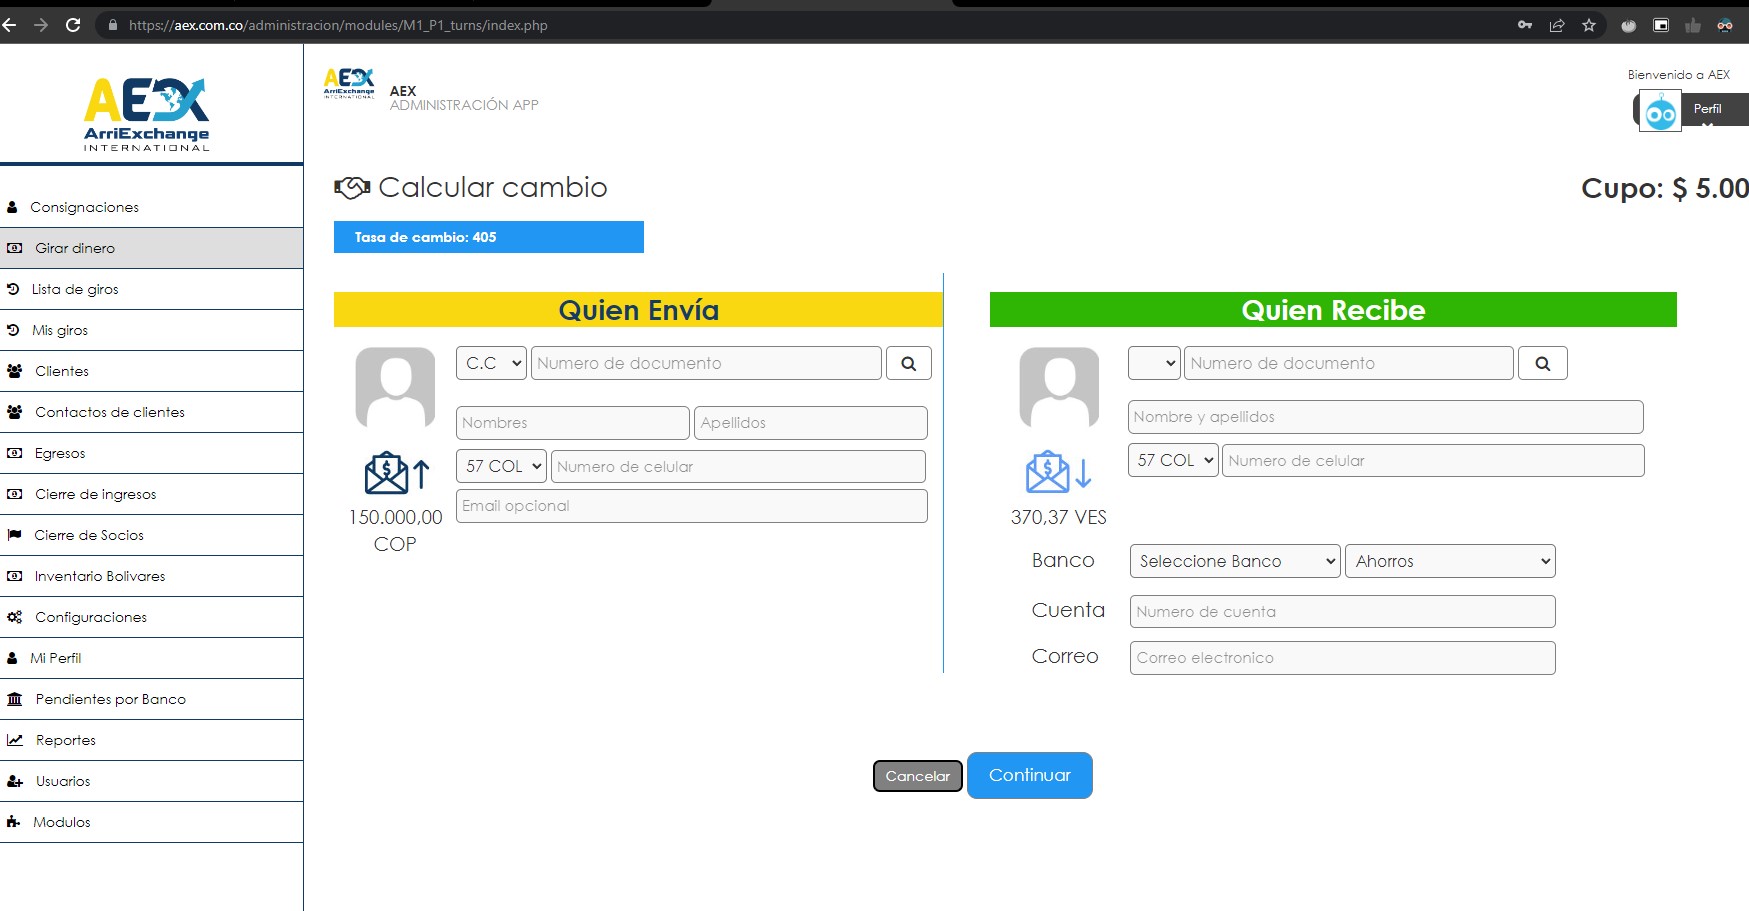 https://aex.com.co/administracion/modules/M1_P1_turns/index.php
AEX
ArriExchange
INTERNATIONAL
AEX
ArriExchange
INTERNATIONAL
AEX
ADMINISTRACIÓN APP
Bienvenido a AEX
Perfil
Consignaciones
Girar dinero
Lista de giros
Mis giros
Clientes
Contactos de clientes
Egresos
Cierre de ingresos
Cierre de Socios
Inventario Bolivares
Configuraciones
Mi Perfil
Pendientes por Banco
Reportes
Usuarios
Modulos
Calcular cambio
Cupo: $ 5.00
Tasa de cambio: 405
Quien Envía
C.C Numero de documento
Nombres Apellidos
57 COL Numero de celular
Email opcional
150.000,00
COP
Quien Recibe
Numero de documento
Nombre y apellidos
57 COL Numero de celular
370,37 VES
Banco Seleccione Banco Ahorros
Cuenta Numero de cuenta
Correo Correo electronico
Cancelar Continuar